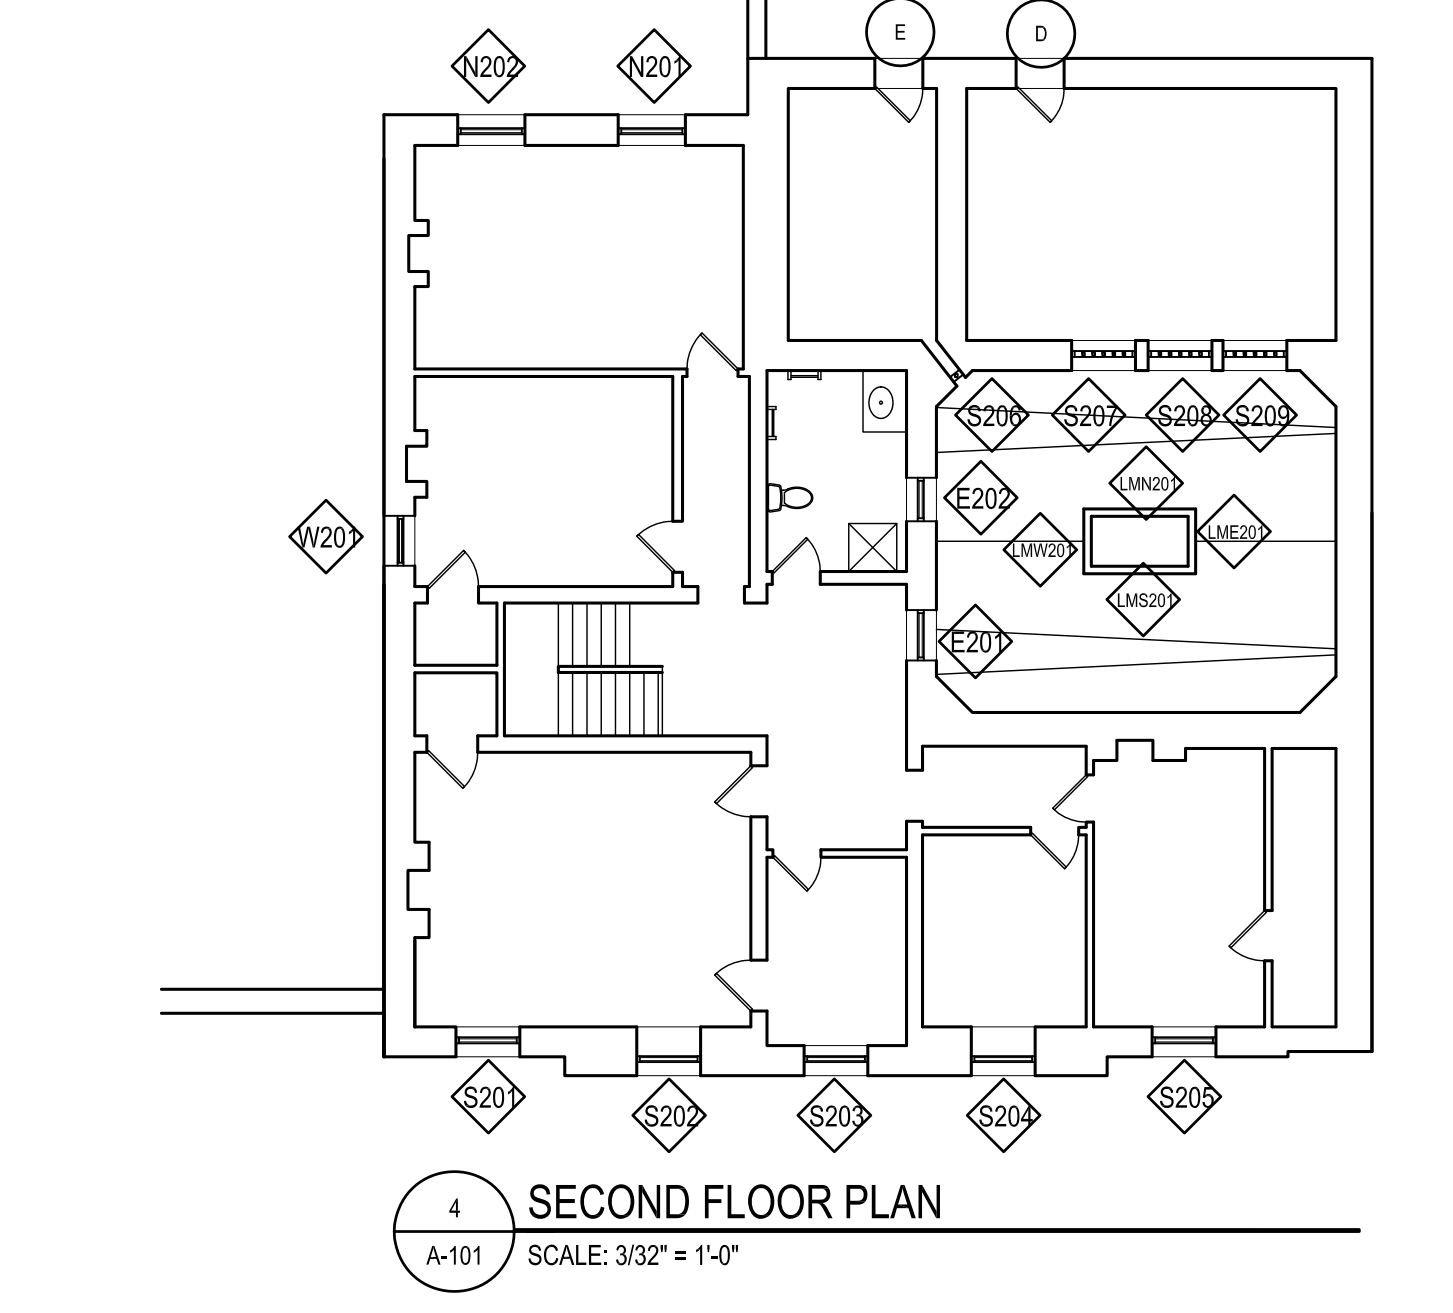 E
D
N202
N201
S206
S207
S208
S209
LMN201
E202
W201
LME201
LMW201
LMS201
E201
S201
S202
S203
S204
S205
4
SECOND FLOOR PLAN
A-101
SCALE: 3/32" = 1'-0"